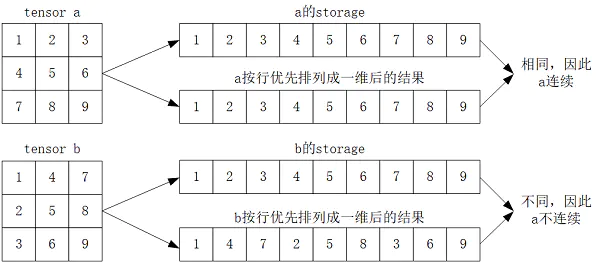 tensor a
a的storage
1 2 3
4 5 6
7 8 9
1 2 3 4 5 6 7 8 9
a按行优先排列成一维后的结果
1 2 3 4 5 6 7 8 9
相同，因此
a连续
tensor b
b的storage
1 4 7
2 5 8
3 6 9
1 2 3 4 5 6 7 8 9
b按行优先排列成一维后的结果
1 4 7 2 5 8 3 6 9
不同，因此
a不连续